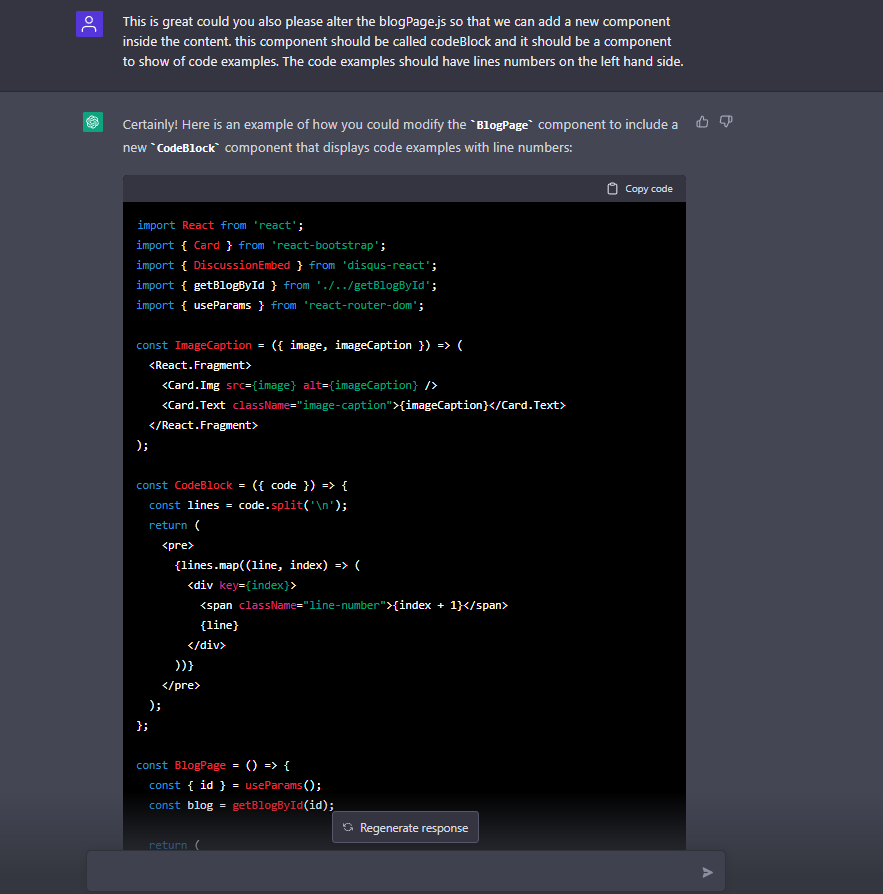 This is great could you also please alter the blogPage.js so that we can add a new component
inside the content. this component should be called codeBlock and it should be a component
to show of code examples. The code examples should have lines numbers on the left hand side.
Certainly! Here is an example of how you could modify the `BlogPage` component to include a
new `CodeBlock` component that displays code examples with line numbers:
Copy code
import React from 'react';
import { Card } from 'react-bootstrap';
import { DiscussionEmbed } from 'disqus-react';
import { getBlogById } from './../getBlogById';
import { useParams } from 'react-router-dom';
const ImageCaption = ({ image, imageCaption }) => (
  <React.Fragment>
    <Card.Img src={image} alt={imageCaption} />
    <Card.Text className="image-caption">{imageCaption}</Card.Text>
  </React.Fragment>
);
const CodeBlock = ({ code }) => {
  const lines = code.split('\n');
  return (
    <pre>
      {lines.map((line, index) => (
        <div key={index}>
          <span className="line-number">{index + 1}</span>
          {line}
        </div>
      ))}
    </pre>
  );
};
const BlogPage = () => {
  const { id } = useParams();
  const blog = getBlogById(id);
Regenerate response
  return (